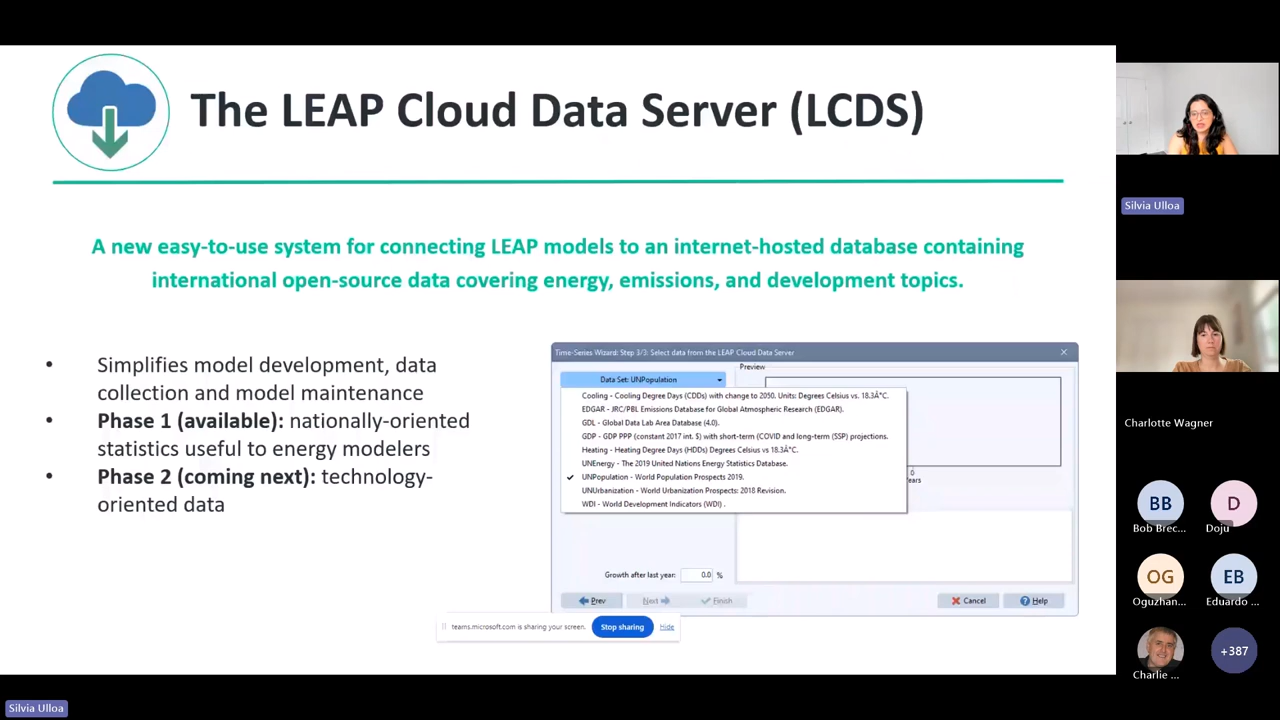 The LEAP Cloud Data Server (LCDS)
A new easy-to-use system for connecting LEAP models to an internet-hosted database containing
international open-source data covering energy, emissions, and development topics.
• Simplifies model development, data
collection and model maintenance
• Phase 1 (available): nationally-oriented
statistics useful to energy modelers
• Phase 2 (coming next): technology-
oriented data
Time-Series Wizard: Step 3/3: Select data from the LEAP Cloud Data Server
Data Set: UNPopulation
Preview
Cooling - Cooling Degree Days (CDDs) with change to 2050. Units: Degrees Celsius vs. 18.3Â°C.
EDGAR - JRC/PBL Emissions Database for Global Atmospheric Research (EDGAR).
GDL - Global Data Lab Area Database (4.0).
GDP - GDP PPP (constant 2017 int. $) with short-term (COVID and long-term (SSP) projections.
Heating - Heating Degree Days (HDDs) Degrees Celsius vs 18.3Â°C.
UNEnergy - The 2019 United Nations Energy Statistics Database.
UNPopulation - World Population Prospects 2019.
UNUrbanization - World Urbanization Prospects: 2018 Revision.
WDI - World Development Indicators (WDI) .
0
ears
Growth after last year: 0.0 %
Prev
Next
Finish
Cancel
Help
teams.microsoft.com is sharing your screen.
Stop sharing
Hide
Silvia Ulloa
Charlotte Wagner
BB
Bob Brec...
D
Doju
OG
Oguzhan...
EB
Eduardo ...
Charlie ...
+387
Silvia Ulloa